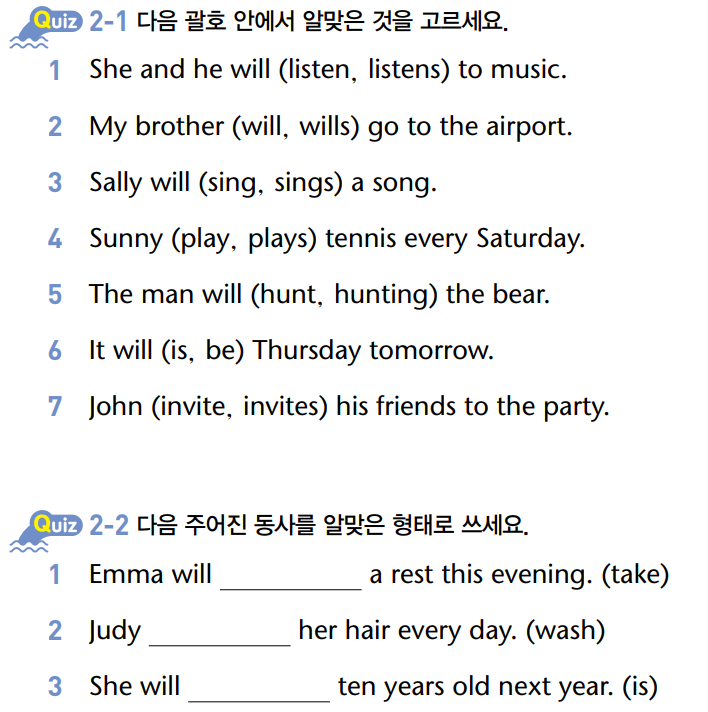 Quiz 2-1 다음 괄호 안에서 알맞은 것을 고르세요.
1 She and he will (listen, listens) to music.
2 My brother (will, wills) go to the airport.
3 Sally will (sing, sings) a song.
4 Sunny (play, plays) tennis every Saturday.
5 The man will (hunt, hunting) the bear.
6 It will (is, be) Thursday tomorrow.
7 John (invite, invites) his friends to the party.
Quiz 2-2 다음 주어진 동사를 알맞은 형태로 쓰세요.
1 Emma will __________ a rest this evening. (take)
2 Judy __________ her hair every day. (wash)
3 She will __________ ten years old next year. (is)